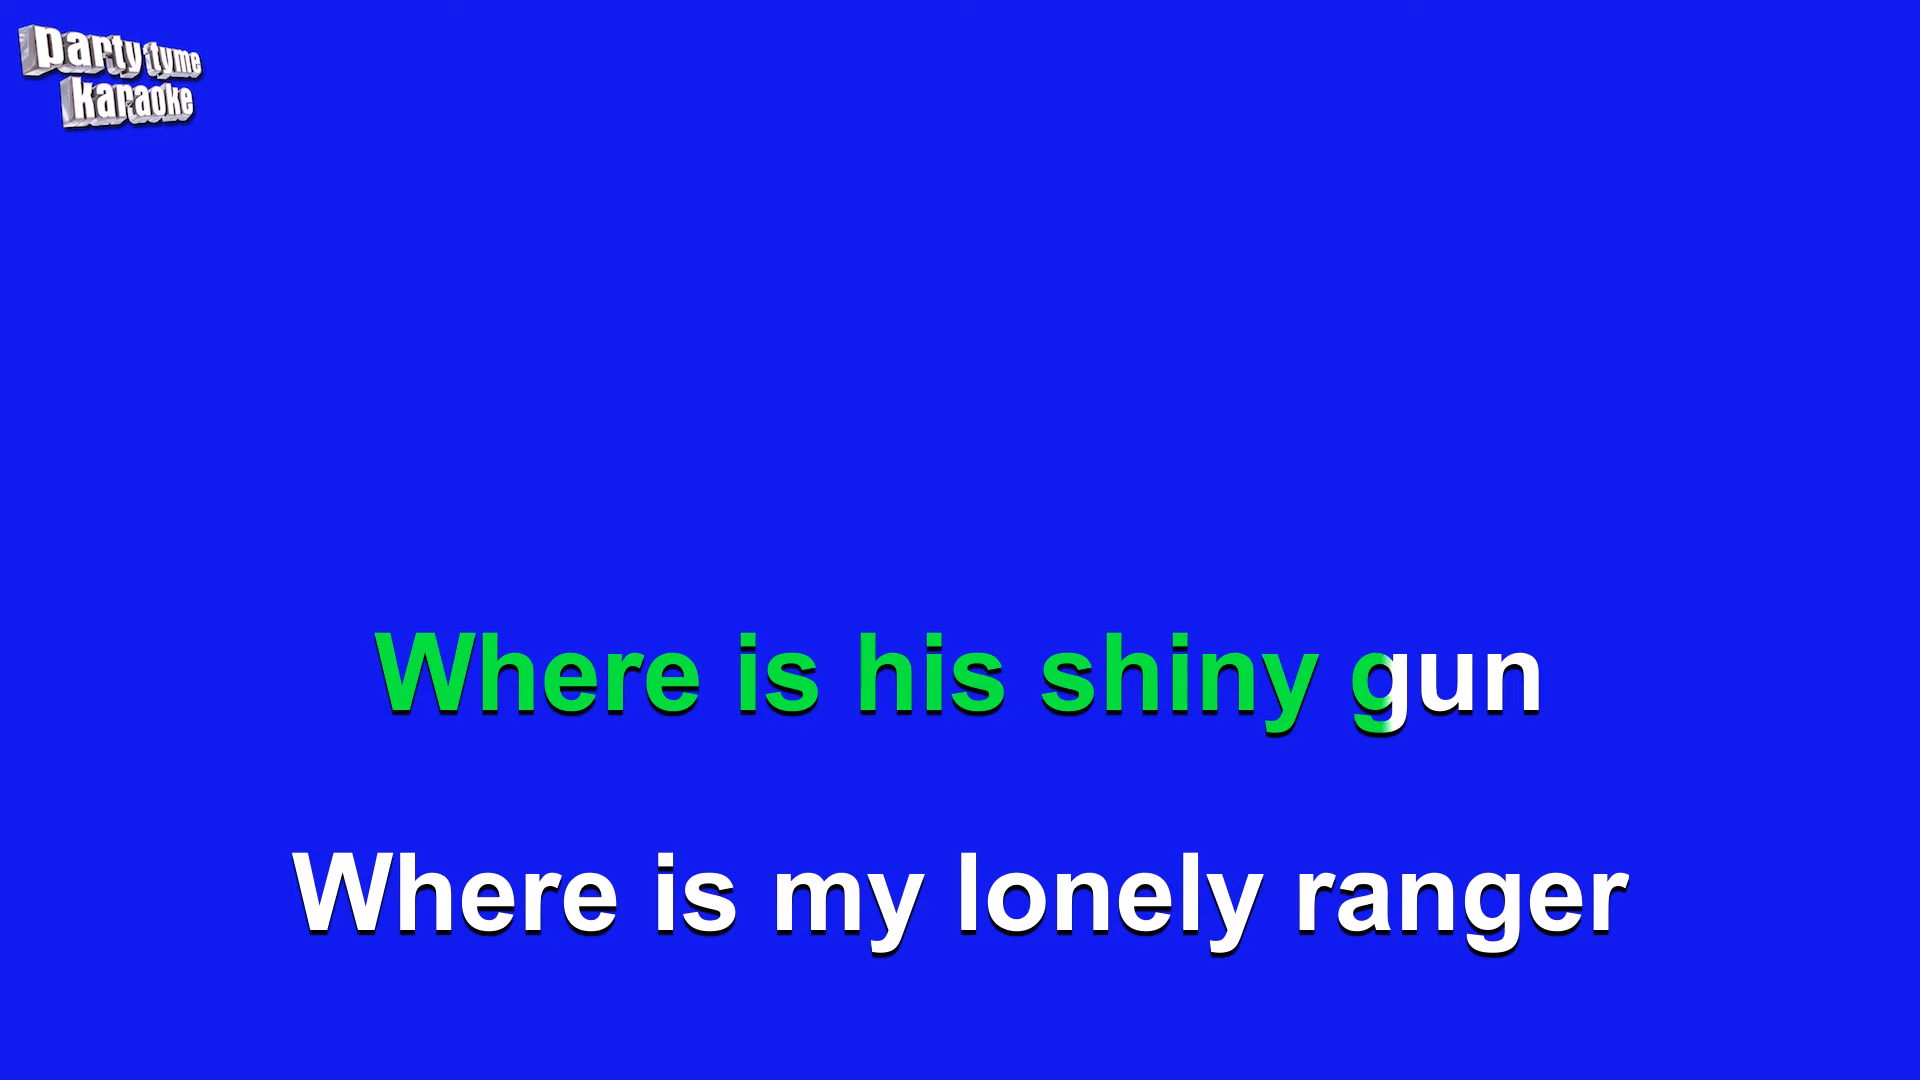 party tyme
karaoke
Where is his shiny gun
Where is my lonely ranger